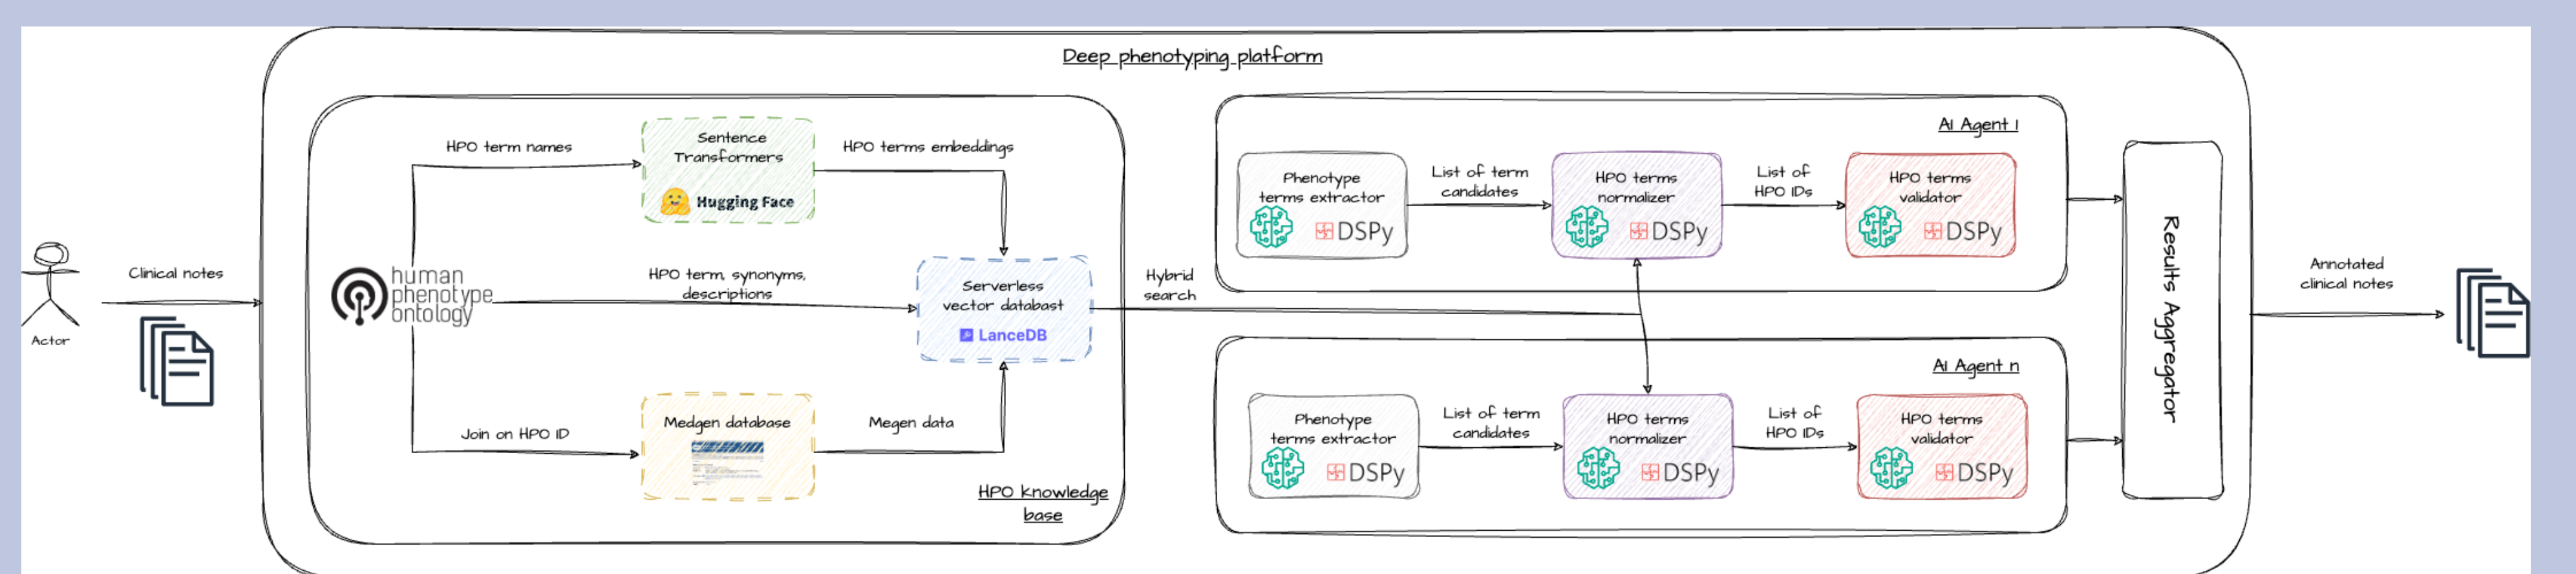 Deep phenotyping platform
Actor
Clinical notes
human
phenotype
ontology
HPO term names
Sentence
Transformers
Hugging Face
HPO terms embeddings
HPO term, synonyms,
descriptions
Serverless
vector databast
LanceDB
Join on HPO ID
Medgen database
Megen data
HPO knowledge
base
Hybrid
search
AI Agent 1
Phenotype
terms extractor
DSPy
List of term
candidates
HPO terms
normalizer
DSPy
List of
HPO IDs
HPO terms
validator
DSPy
AI Agent n
Phenotype
terms extractor
DSPy
List of term
candidates
HPO terms
normalizer
DSPy
List of
HPO IDs
HPO terms
validator
DSPy
Results Aggregator
Annotated
clinical notes